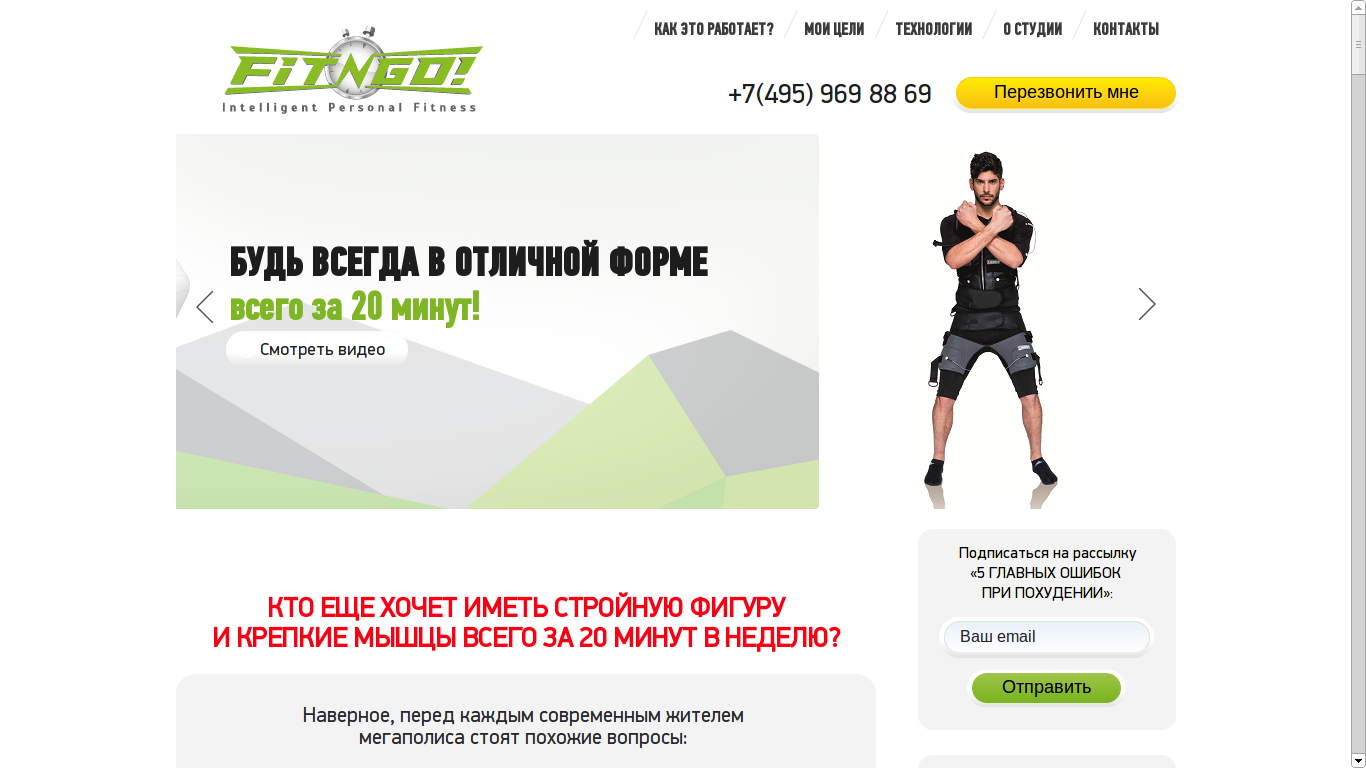 КАК ЭТО РАБОТАЕТ?
МОИ ЦЕЛИ
ТЕХНОЛОГИИ
О СТУДИИ
КОНТАКТЫ
FITNGO!
Intelligent Personal Fitness
+7(495) 969 88 69
Перезвонить мне
БУДЬ ВСЕГДА В ОТЛИЧНОЙ ФОРМЕ
всего за 20 минут!
Смотреть видео
Подписаться на рассылку
«5 ГЛАВНЫХ ОШИБОК
ПРИ ПОХУДЕНИИ»:
Ваш email
Отправить
КТО ЕЩЕ ХОЧЕТ ИМЕТЬ СТРОЙНУЮ ФИГУРУ
И КРЕПКИЕ МЫШЦЫ ВСЕГО ЗА 20 МИНУТ В НЕДЕЛЮ?
Наверное, перед каждым современным жителем
мегаполиса стоят похожие вопросы: